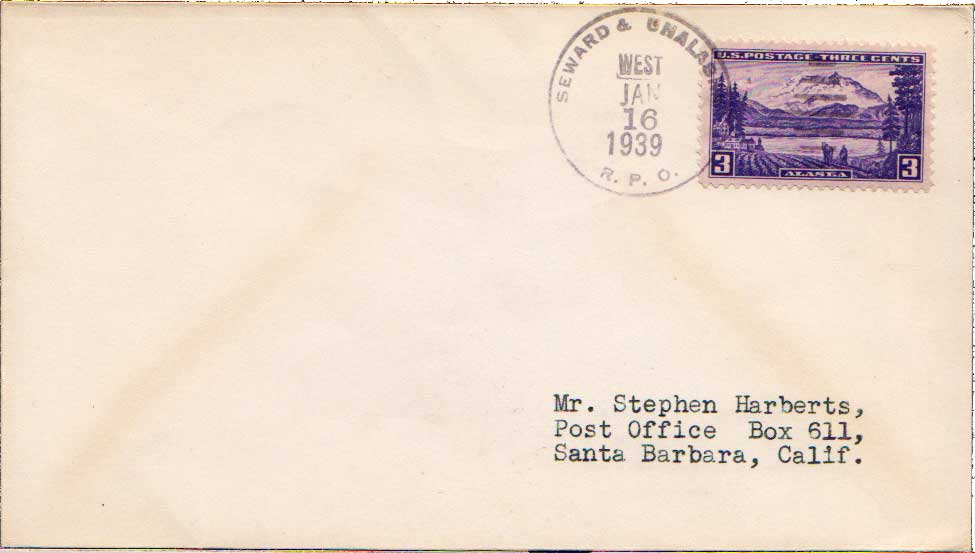 SEWARD & UNALAS
WEST
JAN
16
1939
R. P. O.
U.S. POSTAGE-THREE CENTS
3 ALASKA 3
Mr. Stephen Harberts,
Post Office Box 611,
Santa Barbara, Calif.